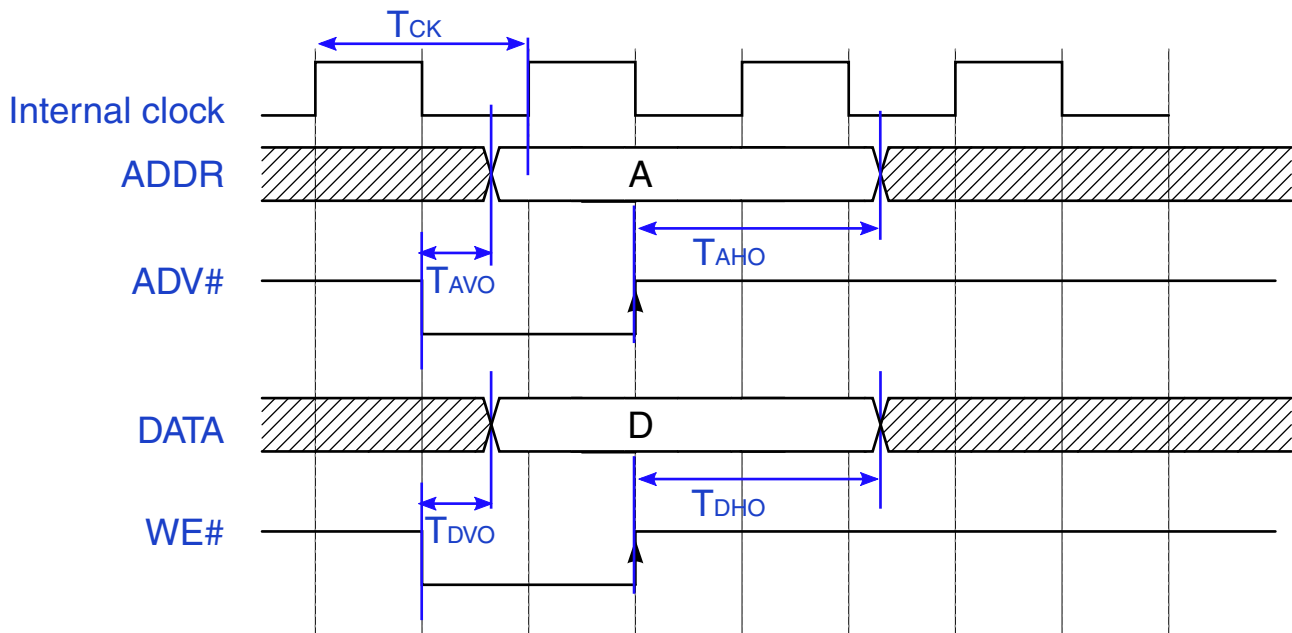 TCK
Internal clock
ADDR
A
TAHO
ADV#
TAVO
DATA
D
TDHO
WE#
TDVO